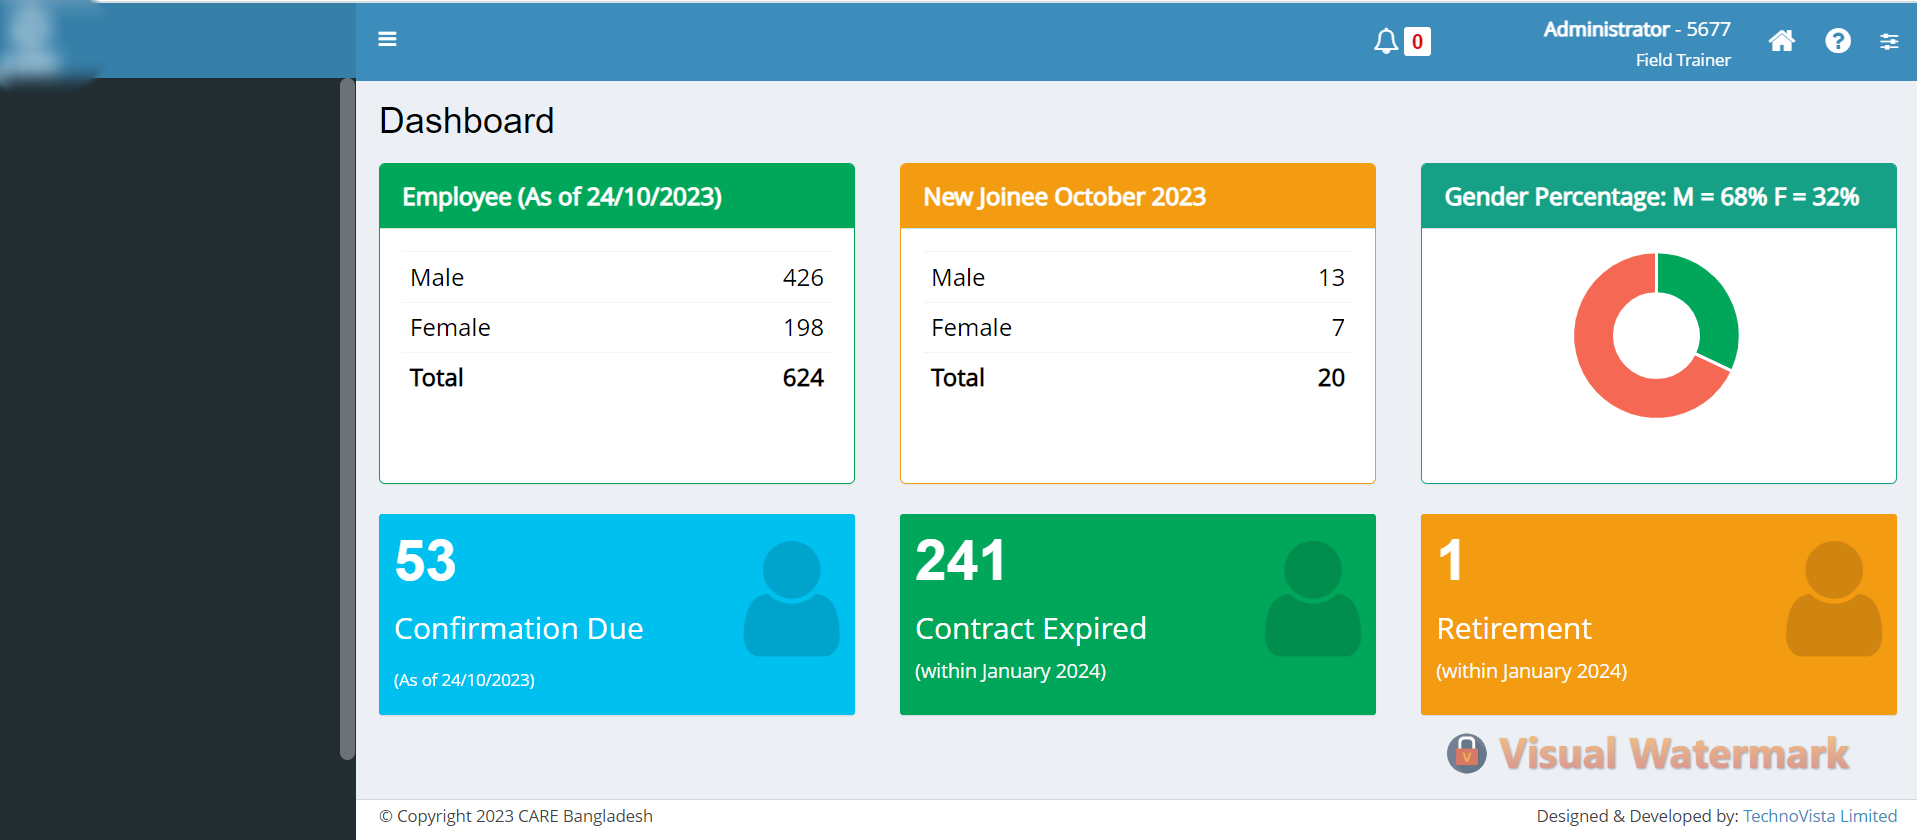 0
Administrator - 5677
Field Trainer
Dashboard
Employee (As of 24/10/2023)
Male 426
Female 198
Total 624
New Joinee October 2023
Male 13
Female 7
Total 20
Gender Percentage: M = 68% F = 32%
53
Confirmation Due
(As of 24/10/2023)
241
Contract Expired
(within January 2024)
1
Retirement
(within January 2024)
V Visual Watermark
© Copyright 2023 CARE Bangladesh
Designed & Developed by: TechnoVista Limited